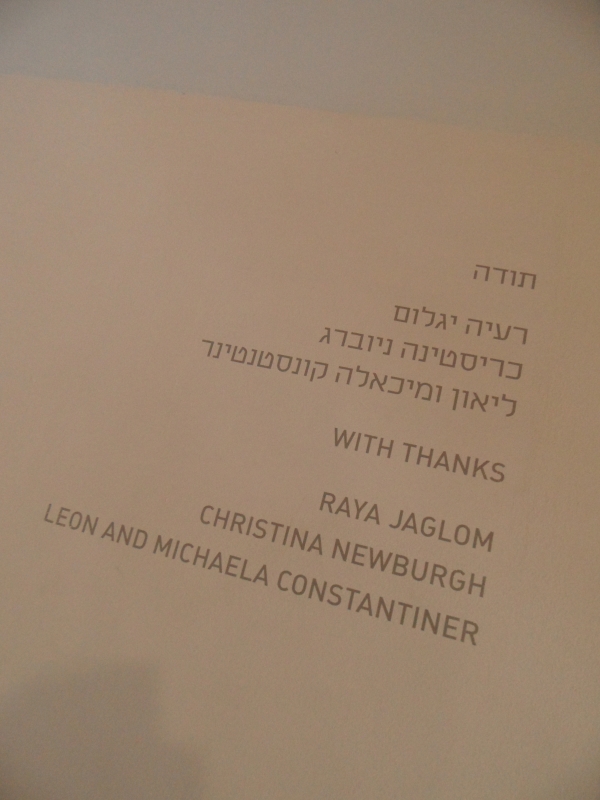 תודה
רעיה יגלום
כריסטינה ניוברג
ליאון ומיכאלה קונסטנטינר
WITH THANKS
RAYA JAGLOM
CHRISTINA NEWBURGH
LEON AND MICHAELA CONSTANTINER